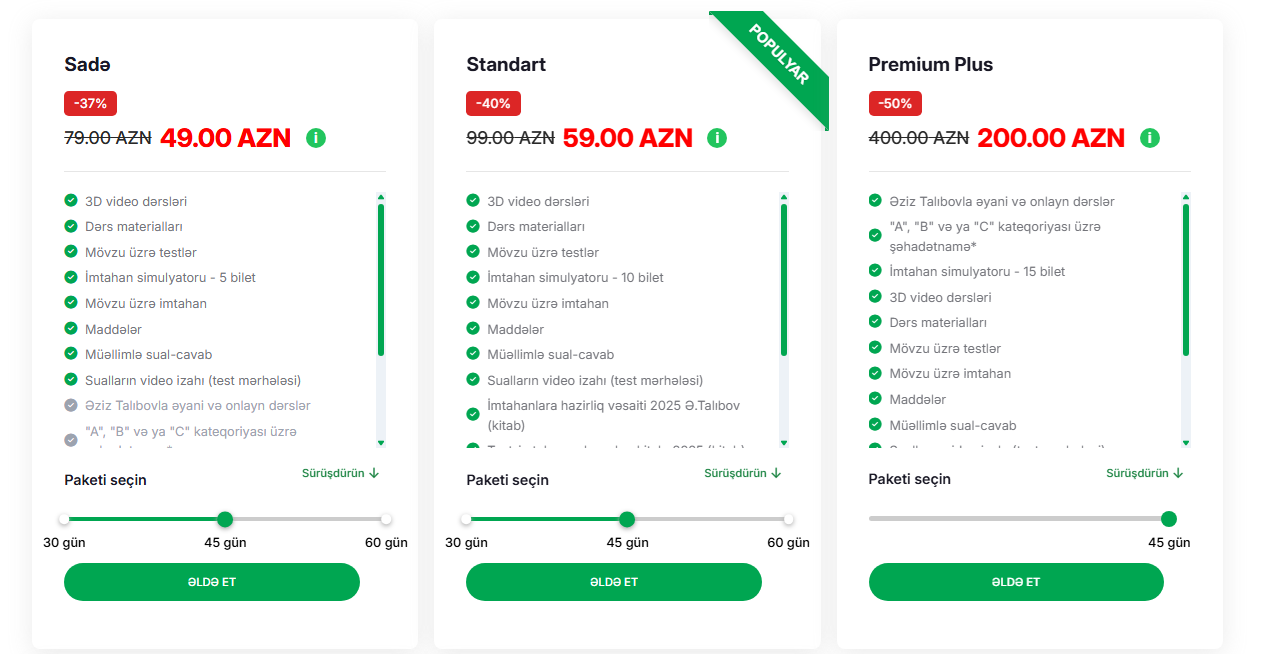 Sadə
-37%
79.00 AZN 49.00 AZN
3D video dərsləri
Dərs materialları
Mövzu üzrə testlər
İmtahan simulyatoru - 5 bilet
Mövzu üzrə imtahan
Maddələr
Müəllimlə sual-cavab
Sualların video izahı (test mərhələsi)
Əziz Talıbovla əyani və onlayn dərslər
"A", "B" və ya "C" kateqoriyası üzrə
Paketi seçin
Sürüşdürün ↓
30 gün 45 gün 60 gün
ƏLDƏ ET
POPULYAR
Standart
-40%
99.00 AZN 59.00 AZN
3D video dərsləri
Dərs materialları
Mövzu üzrə testlər
İmtahan simulyatoru - 10 bilet
Mövzu üzrə imtahan
Maddələr
Müəllimlə sual-cavab
Sualların video izahı (test mərhələsi)
İmtahanlara hazirliq vəsaiti 2025 Ə.Talıbov
(kitab)
Paketi seçin
Sürüşdürün ↓
30 gün 45 gün 60 gün
ƏLDƏ ET
Premium Plus
-50%
400.00 AZN 200.00 AZN
Əziz Talıbovla əyani və onlayn dərslər
"A", "B" və ya "C" kateqoriyası üzrə
şəhadətnamə*
İmtahan simulyatoru - 15 bilet
3D video dərsləri
Dərs materialları
Mövzu üzrə testlər
Mövzu üzrə imtahan
Maddələr
Müəllimlə sual-cavab
Paketi seçin
Sürüşdürün ↓
45 gün
ƏLDƏ ET